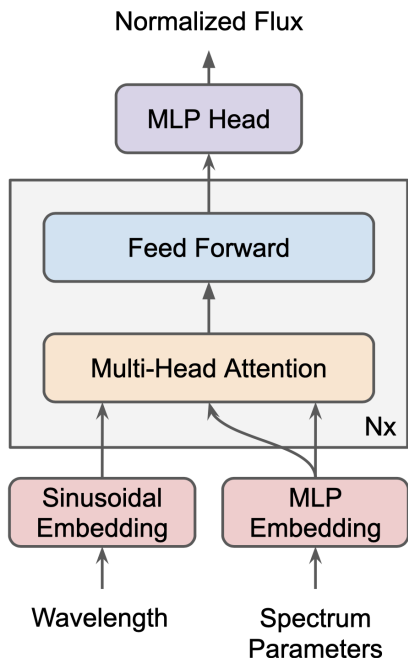 Normalized Flux
MLP Head
Feed Forward
Multi-Head Attention
Nx
Sinusoidal
Embedding
MLP
Embedding
Wavelength
Spectrum
Parameters